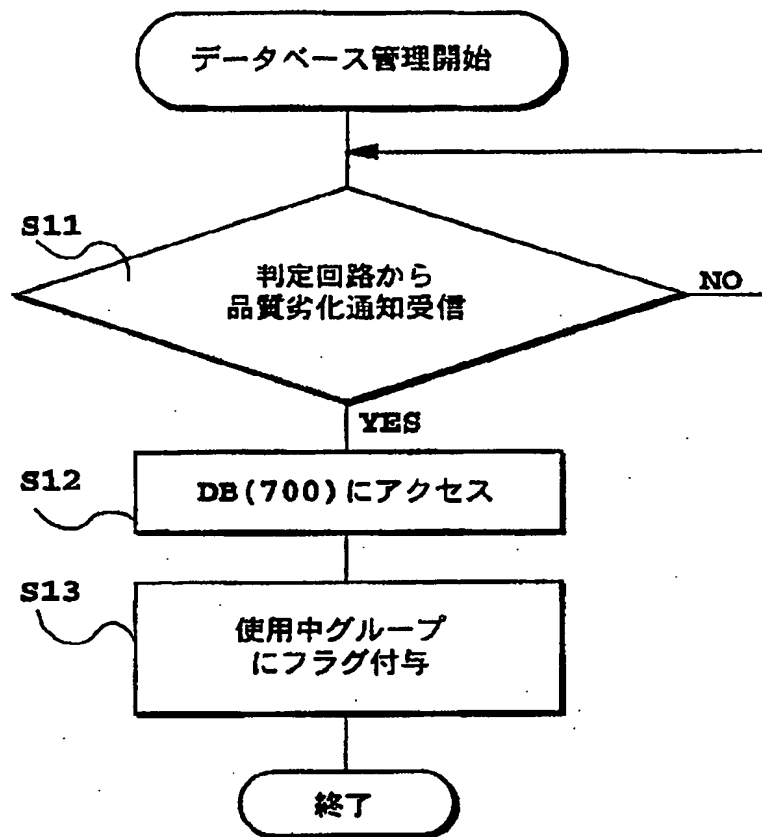 データベース管理開始
S11
判定回路から
品質劣化通知受信
NO
YES
S12
DB(700)にアクセス
S13
使用中グループ
にフラグ付与
終了